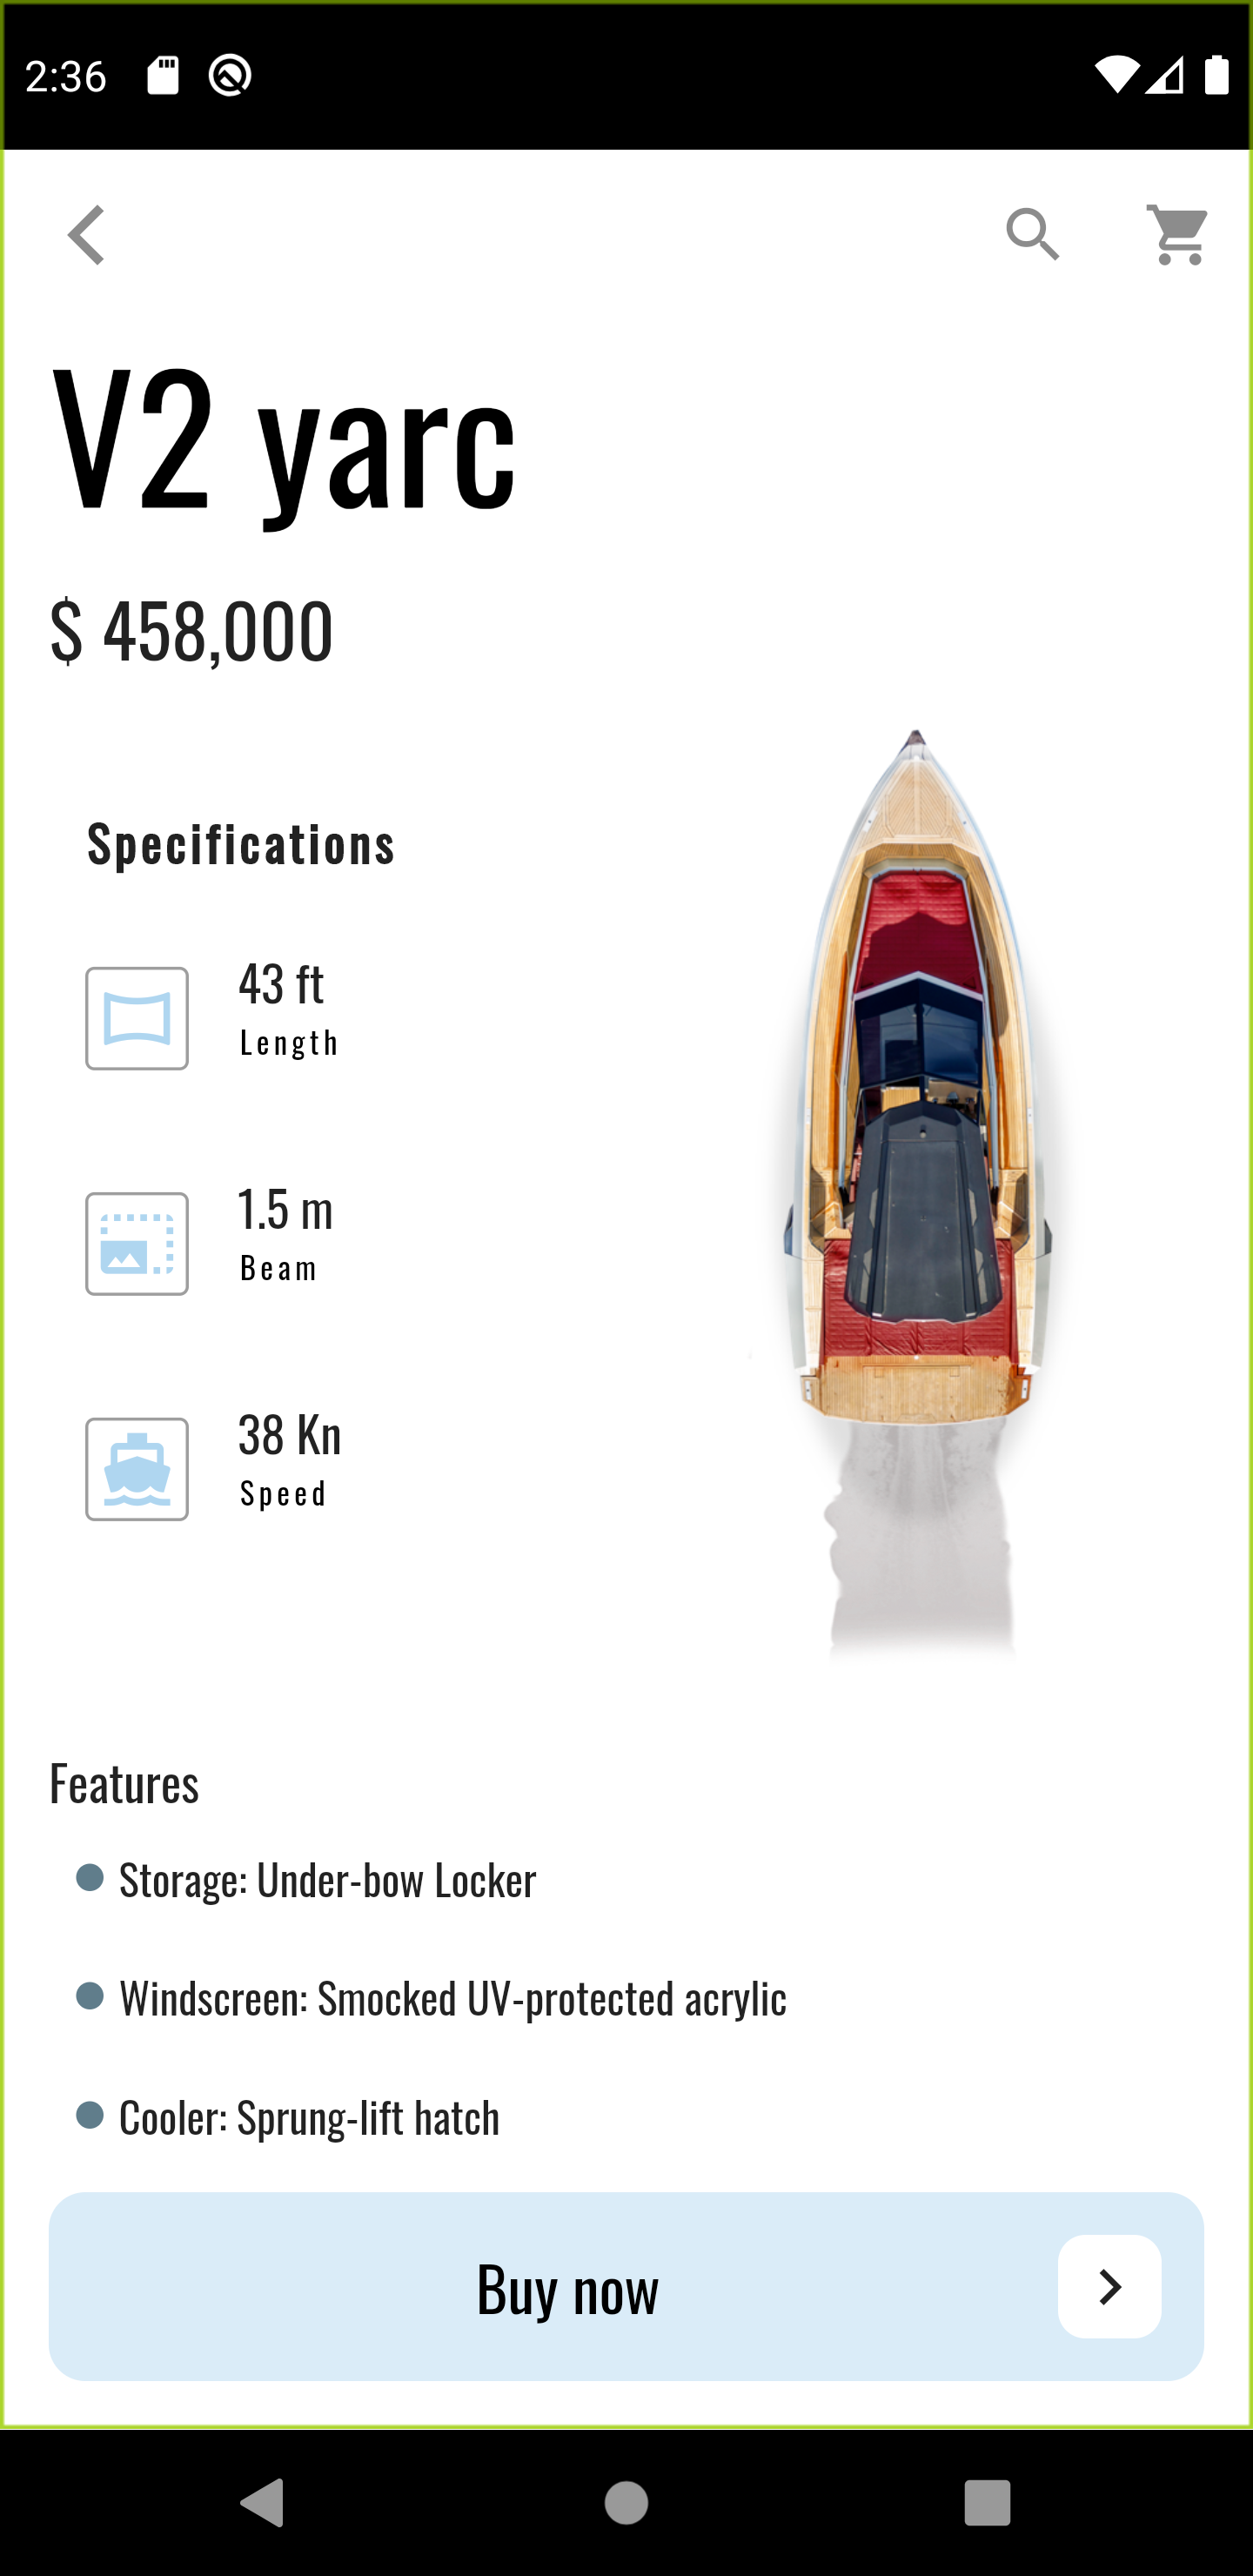 2:36
V2 yarc
$ 458,000
Specifications
43 ft
Length
1.5 m
Beam
38 Kn
Speed
Features
Storage: Under-bow Locker
Windscreen: Smocked UV-protected acrylic
Cooler: Sprung-lift hatch
Buy now